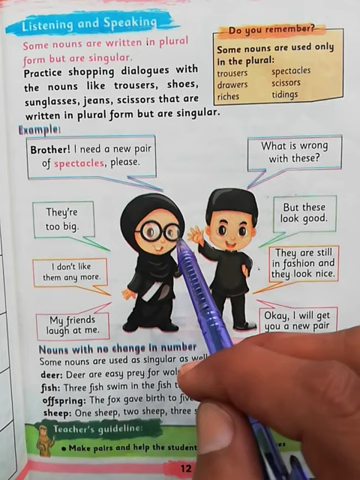 Listening and Speaking
Some nouns are written in plural
form but are singular.
Practice shopping dialogues with
the nouns like trousers, shoes,
sunglasses, jeans, scissors that are
written in plural form but are singular.
Do you remember?
Some nouns are used only
in the plural:
trousers spectacles
drawers scissors
riches tidings
Example:
Brother! I need a new pair
of spectacles, please.
What is wrong
with these?
They're
too big.
But these
look good.
I don't like
them any more.
They are still
in fashion and
they look nice.
My friends
laugh at me.
Okay, I will get
you a new pair
Nouns with no change in number
Some nouns are used as singular as well
deer: Deer are easy prey for
fish: Three fish swim in the fish
offspring: The fox gave birth to
sheep: One sheep, two sheep, three
Teacher's guideline:
Make pairs and help the student
12